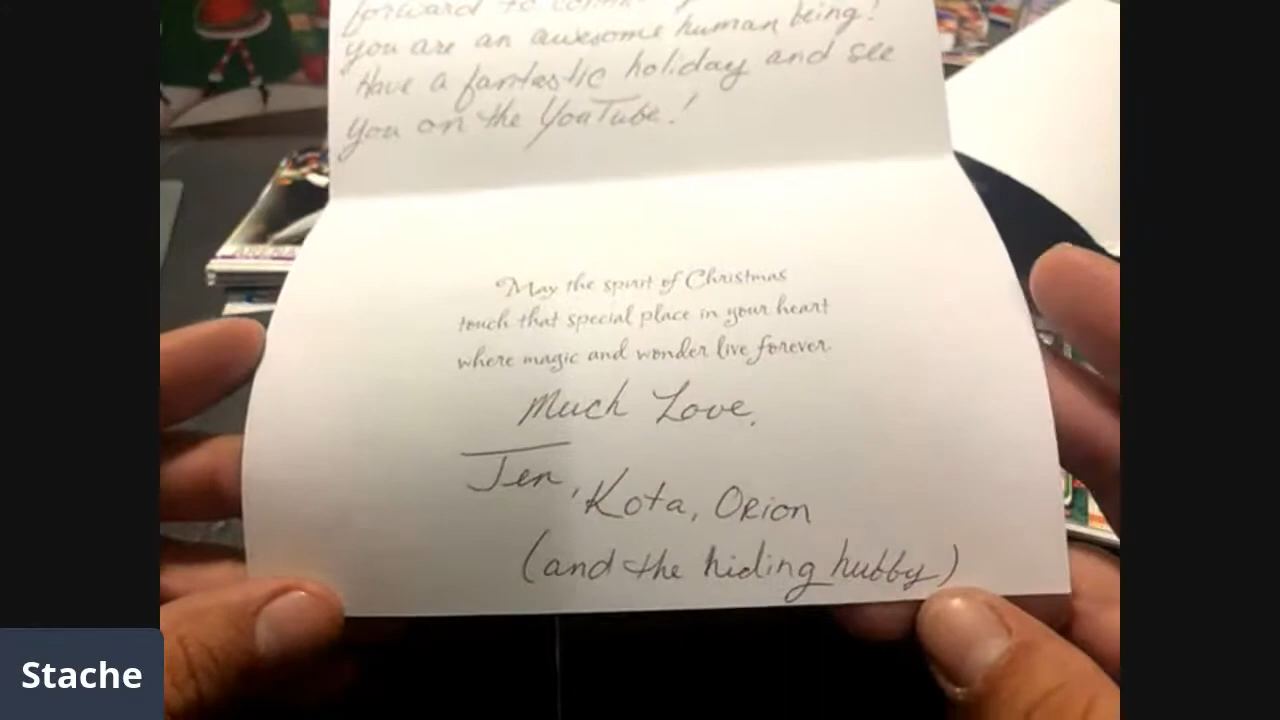 forward to
you are an awesome human being!
Have a fantastic holiday and see
you on the YouTube!
May the spirit of Christmas
touch that special place in your heart
where magic and wonder live forever.
Much Love,
Jen, Kota, Orion
(and the hiding hubby)
Stache